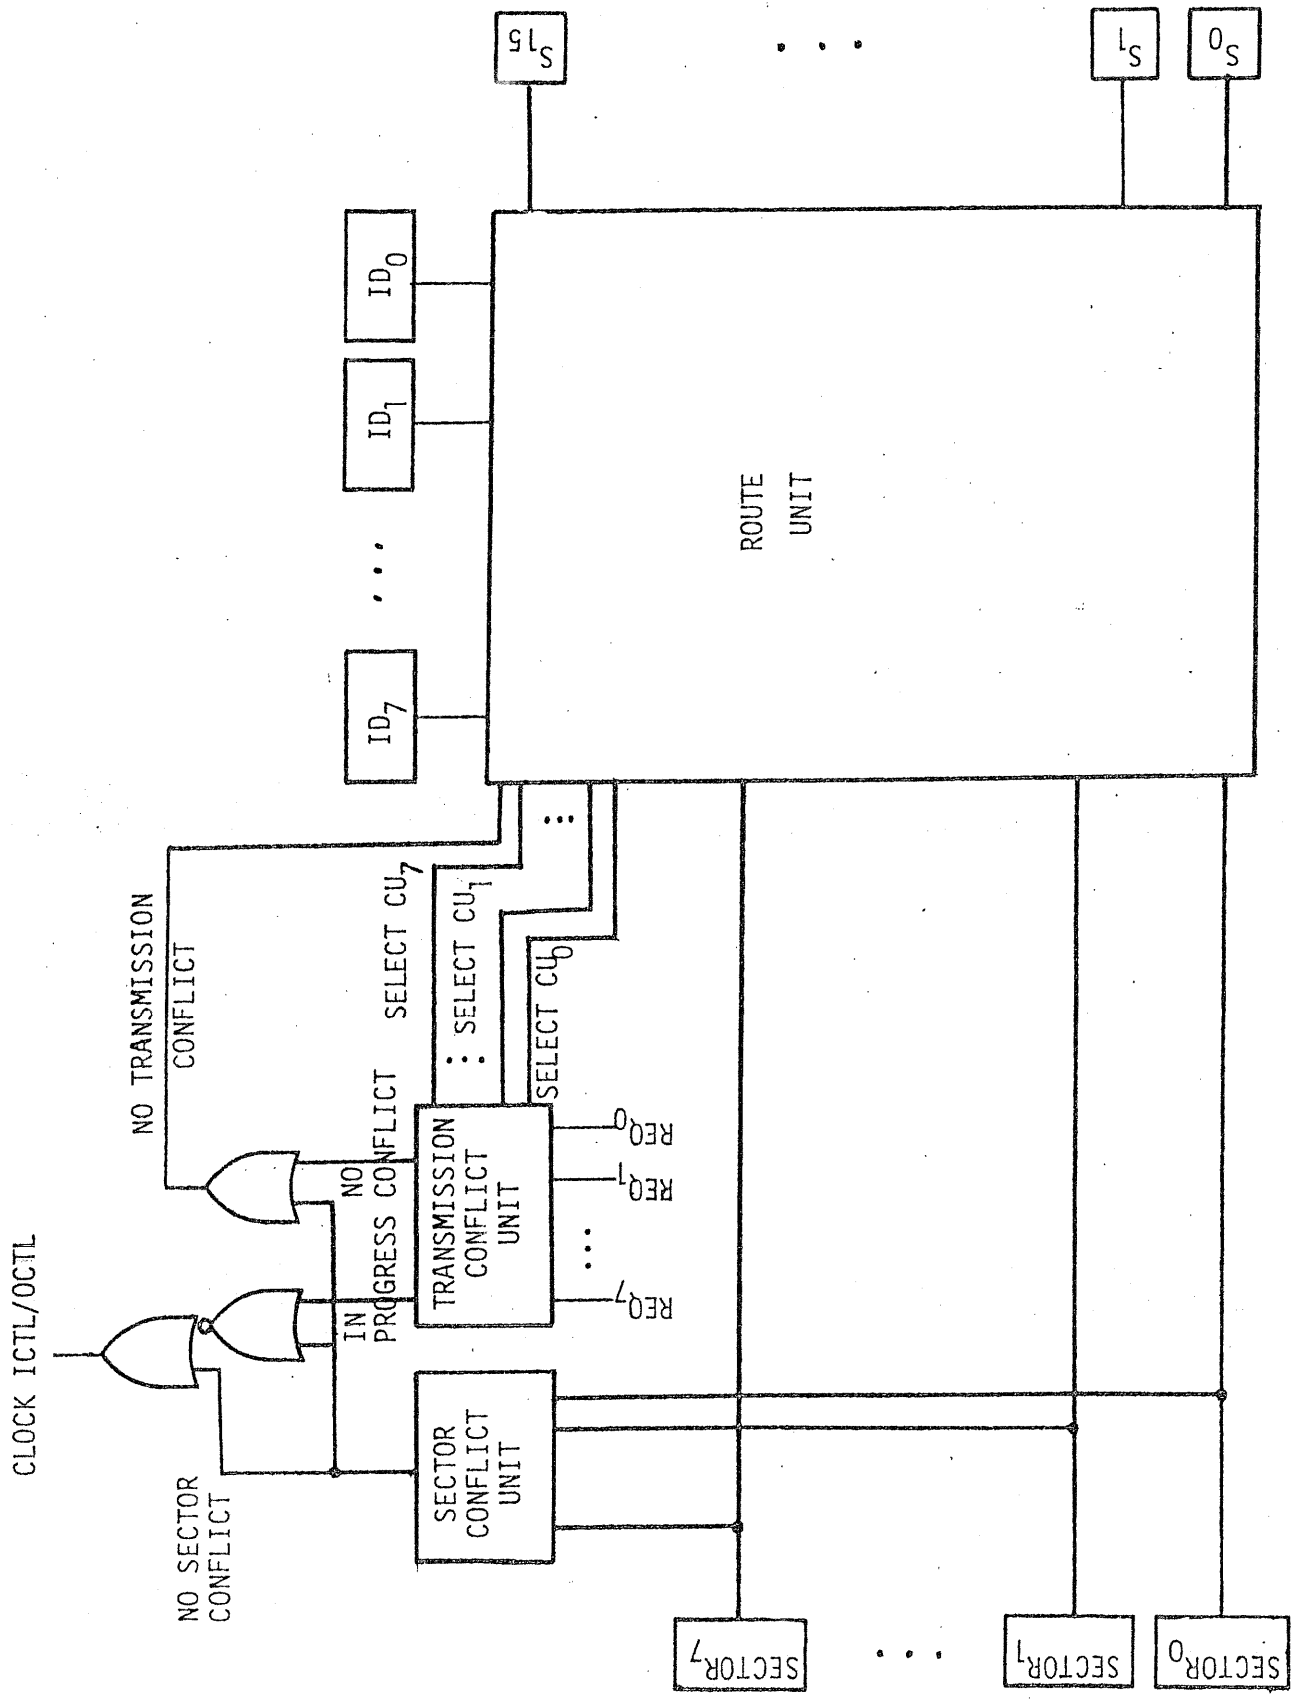 CLOCK ICTL/OCTL
NO SECTOR
CONFLICT
NO TRANSMISSION
CONFLICT
IN
PROGRESS CONFLICT
NO
SELECT CU7
SELECT CU1
SELECT CU0
SECTOR
CONFLICT
UNIT
TRANSMISSION
CONFLICT
UNIT
REQ7
REQ1
REQ0
ID7
ID1
ID0
ROUTE
UNIT
SECTOR7
SECTOR1
SECTOR0
S15
S1
S0